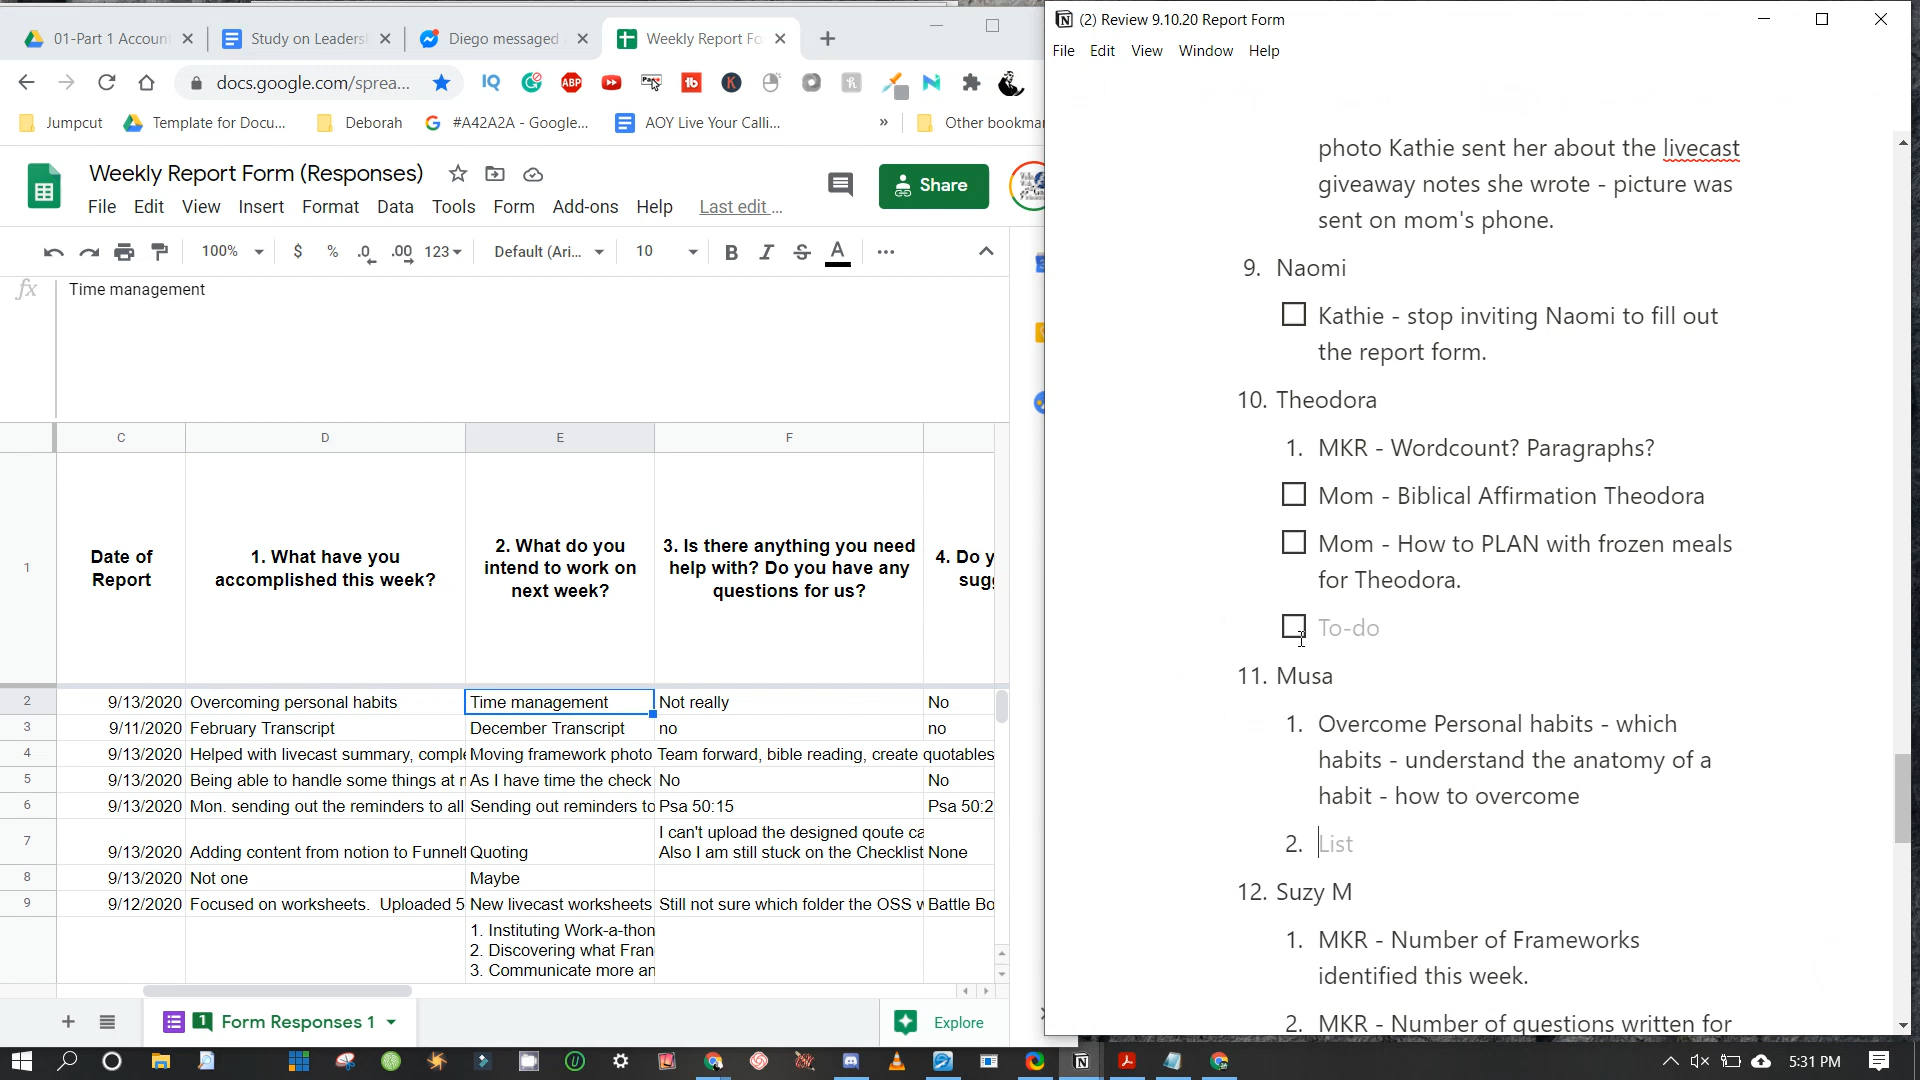 01-Part 1 Accoun
Study on Leaders
Diego messaged
Weekly Report Fo
docs.google.com/sprea...
IQ
ABP
tb
K
Jumpcut
Template for Docu...
Deborah
#A42A2A - Google...
AOY Live Your Calli...
»
Other bookmar
Weekly Report Form (Responses)
Share
File Edit View Insert Format Data Tools Form Add-ons Help Last edit ...
100% $ % .0 .00 123 Default (Ari... 10 B I S A ...
fx Time management
C D E F
1
Date of
Report
1. What have you
accomplished this week?
2. What do you
intend to work on
next week?
3. Is there anything you need
help with? Do you have any
questions for us?
4. Do y
sugg
2 9/13/2020 Overcoming personal habits Time management Not really No
3 9/11/2020 February Transcript December Transcript no no
4 9/13/2020 Helped with livecast summary, comple Moving framework photo Team forward, bible reading, create quotables
5 9/13/2020 Being able to handle some things at n As I have time the check No No
6 9/13/2020 Mon. sending out the reminders to all Sending out reminders to Psa 50:15 Psa 50:2
I can't upload the designed qoute ca
7 9/13/2020 Adding content from notion to Funnelf Quoting Also I am still stuck on the Checklist None
8 9/13/2020 Not one Maybe
9 9/12/2020 Focused on worksheets. Uploaded 5 New livecast worksheets Still not sure which folder the OSS w Battle Bo
1. Instituting Work-a-thon
2. Discovering what Fran
3. Communicate more an
1 Form Responses 1
Explore
(2) Review 9.10.20 Report Form
File Edit View Window Help
photo Kathie sent her about the livecast
giveaway notes she wrote - picture was
sent on mom's phone.
9. Naomi
Kathie - stop inviting Naomi to fill out
the report form.
10. Theodora
1. MKR - Wordcount? Paragraphs?
Mom - Biblical Affirmation Theodora
Mom - How to PLAN with frozen meals
for Theodora.
To-do
11. Musa
1. Overcome Personal habits - which
habits - understand the anatomy of a
habit - how to overcome
2. List
12. Suzy M
1. MKR - Number of Frameworks
identified this week.
2. MKR - Number of questions written for
5:31 PM